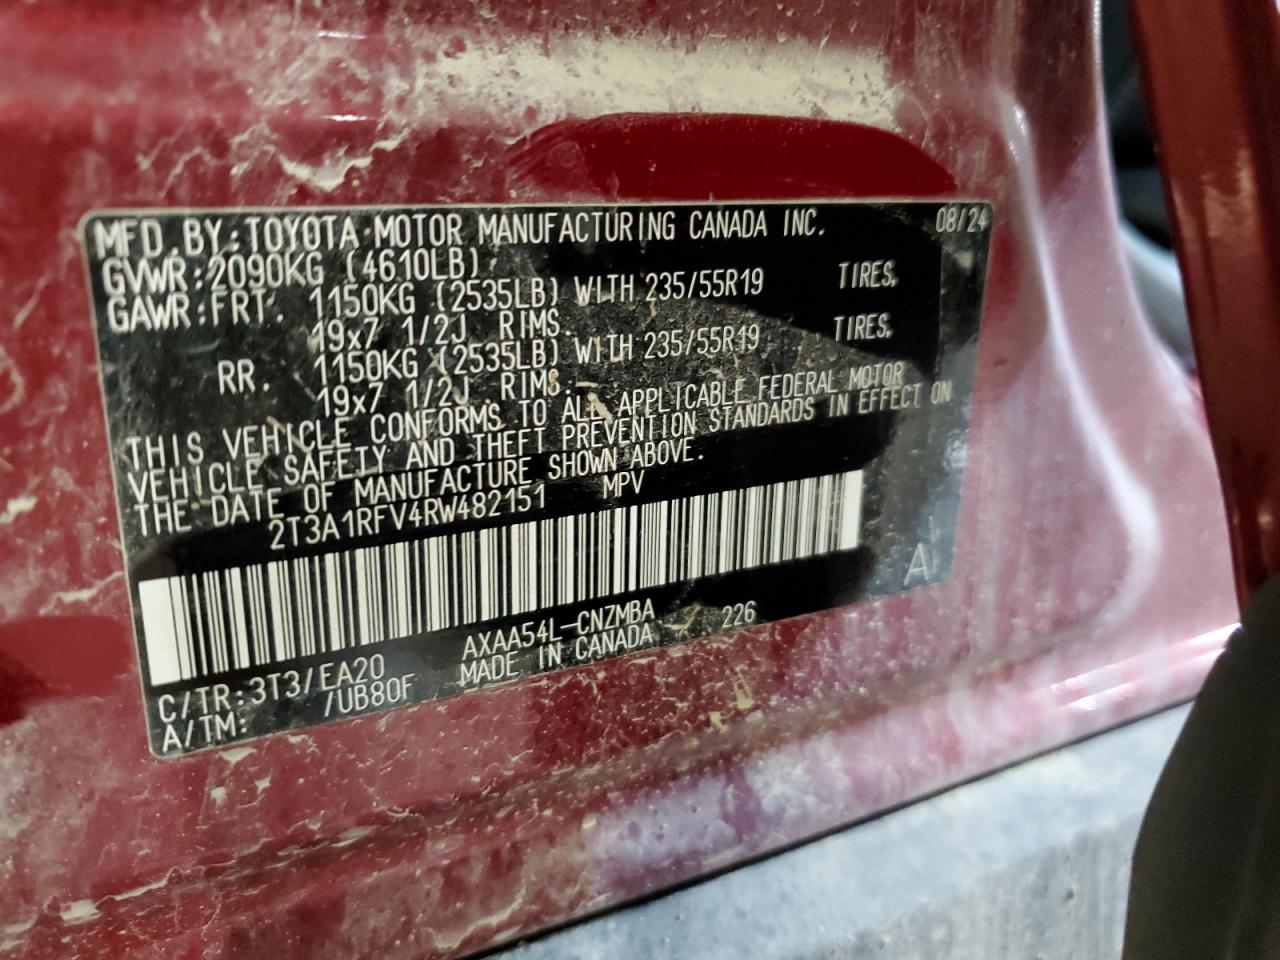 MFD.BY:TOYOTA MOTOR MANUFACTURING CANADA INC. 08/24
GVWR:2090KG (4610LB)
GAWR:FRT. 1150KG (2535LB) WITH 235/55R19 TIRES,
19x7 1/2J RIMS.
RR. 1150KG (2535LB) WITH 235/55R19 TIRES,
19x7 1/2J RIMS.
THIS VEHICLE CONFORMS TO ALL APPLICABLE FEDERAL MOTOR
VEHICLE SAFETY AND THEFT PREVENTION STANDARDS IN EFFECT ON
THE DATE OF MANUFACTURE SHOWN ABOVE.
2T3A1RFV4RW482151 MPV
A
C/TR:3T3/EA20 AXAA54L-CNZMBA 226
A/TM: /UB80F MADE IN CANADA